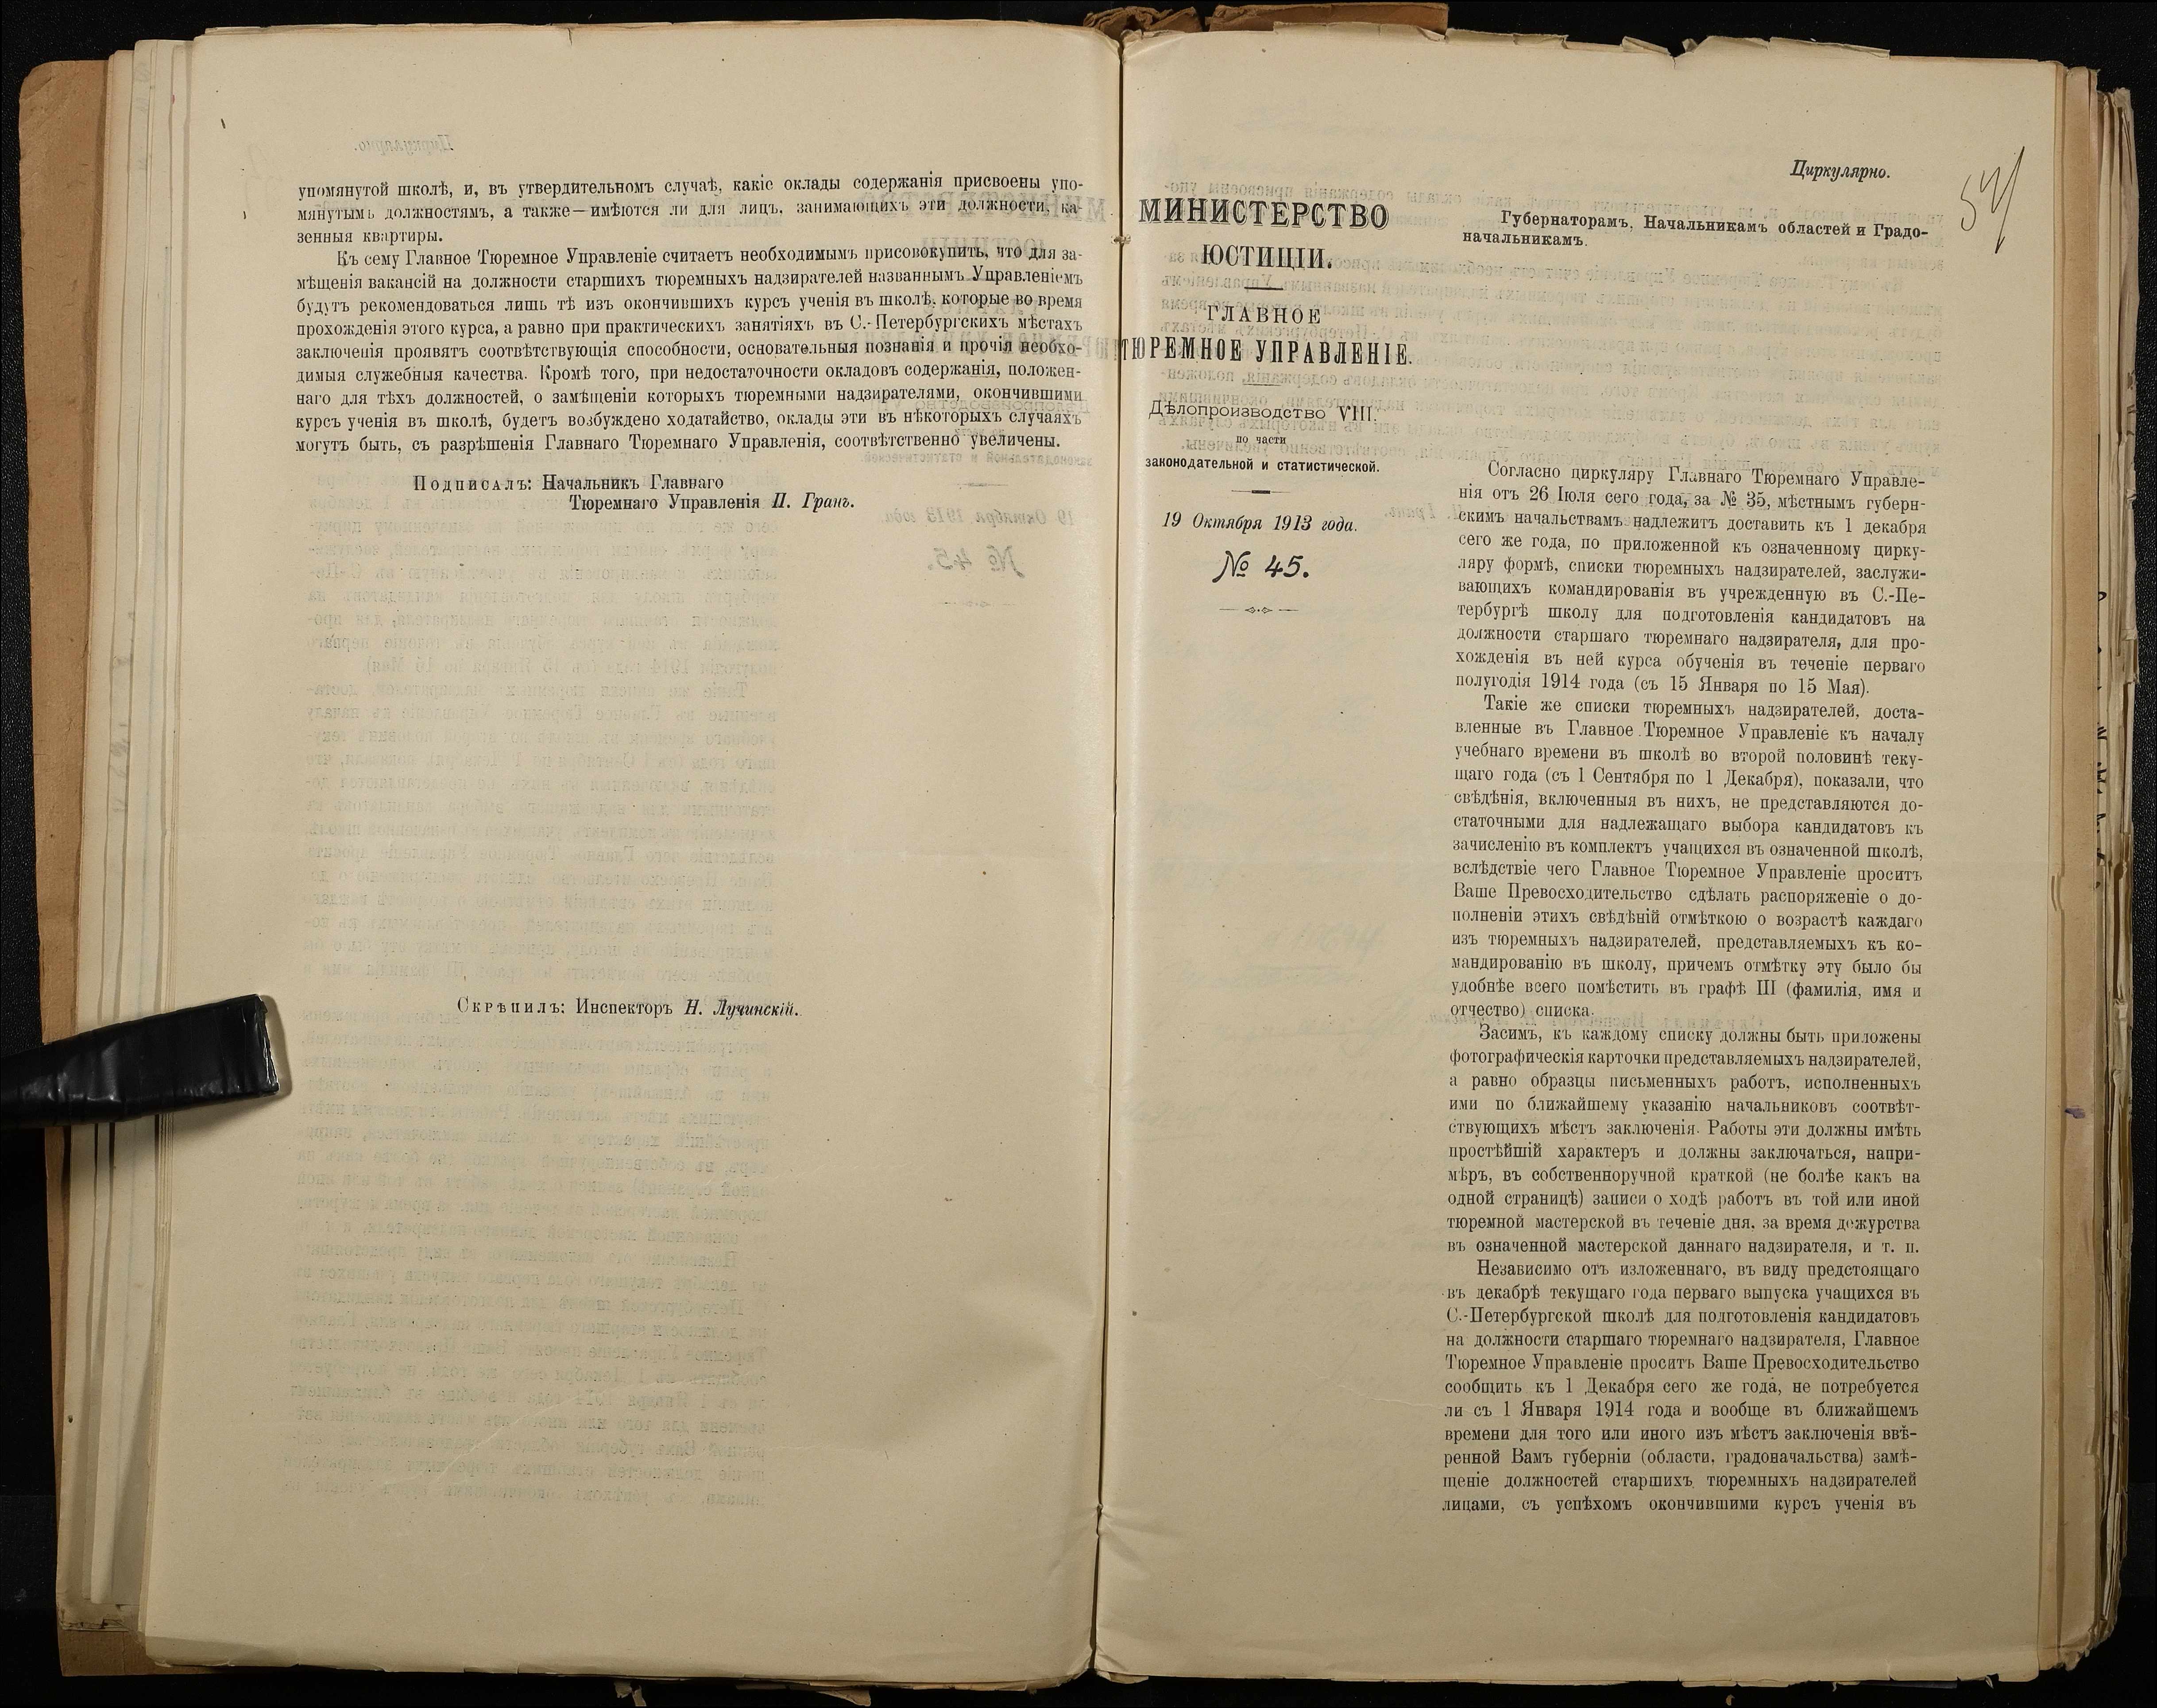 упомянутой школѣ, и, въ утвердительномъ случаѣ, какіе оклады содержанія присвоены упо-
мянутымъ должностямъ, а также—имѣются ли для лицъ, занимающихъ эти должности, ка-
зенныя квартиры.
Къ сему Главное Тюремное Управленіе считаетъ необходимымъ присовокупить, что для за-
мѣщенія вакансій на должности старшихъ тюремныхъ надзирателей названнымъ Управленіемъ
будутъ рекомендоваться лишь тѣ изъ окончившихъ курсъ ученія въ школѣ, которые во время
прохожденія этого курса, а равно при практическихъ занятіяхъ въ С.-Петербургскихъ мѣстахъ
заключенія проявятъ соотвѣтствующія способности, основательныя познанія и прочія необхо-
димыя служебныя качества. Кромѣ того, при недостаточности окладовъ содержанія, положен-
наго для тѣхъ должностей, о замѣщеніи которыхъ тюремными надзирателями, окончившими
курсъ ученія въ школѣ, будетъ возбуждено ходатайство, оклады эти въ нѣкоторыхъ случаяхъ
могутъ быть, съ разрѣшенія Главнаго Тюремнаго Управленія, соотвѣтственно увеличены.
Подписалъ: Начальникъ Главнаго
Тюремнаго Управленія П. Гранъ.
Скрѣпилъ: Инспекторъ Н. Лучинскій.
Циркулярно.
54
МИНИСТЕРСТВО
ЮСТИЦІИ.
ГЛАВНОЕ
ТЮРЕМНОЕ УПРАВЛЕНІЕ.
Дѣлопроизводство VIII.
по части
законодательной и статистической.
19 Октября 1913 года.
№ 45.
Губернаторамъ, Начальникамъ областей и Градо-
начальникамъ.
Согласно циркуляру Главнаго Тюремнаго Управле-
нія отъ 26 Іюля сего года, за № 35, мѣстнымъ губерн-
скимъ начальствамъ надлежитъ доставить къ 1 декабря
сего же года, по приложенной къ означенному цирку-
ляру формѣ, списки тюремныхъ надзирателей, заслужи-
вающихъ командированія въ учрежденную въ С.-Пе-
тербургѣ школу для подготовленія кандидатовъ на
должности старшаго тюремнаго надзирателя, для про-
хожденія въ ней курса обученія въ теченіе перваго
полугодія 1914 года (съ 15 Января по 15 Мая).
Такіе же списки тюремныхъ надзирателей, доста-
вленные въ Главное Тюремное Управленіе къ началу
учебнаго времени въ школѣ во второй половинѣ теку-
щаго года (съ 1 Сентября по 1 Декабря), показали, что
свѣдѣнія, включенныя въ нихъ, не представляются до-
статочными для надлежащаго выбора кандидатовъ къ
зачисленію въ комплектъ учащихся въ означенной школѣ,
вслѣдствіе чего Главное Тюремное Управленіе проситъ
Ваше Превосходительство сдѣлать распоряженіе о до-
полненіи этихъ свѣдѣній отмѣткою о возрастѣ каждаго
изъ тюремныхъ надзирателей, представляемыхъ къ ко-
мандированію въ школу, причемъ отмѣтку эту было бы
удобнѣе всего помѣстить въ графѣ III (фамилія, имя и
отчество) списка.
Засимъ, къ каждому списку должны быть приложены
фотографическія карточки представляемыхъ надзирателей,
а равно образцы письменныхъ работъ, исполненныхъ
ими по ближайшему указанію начальниковъ соотвѣт-
ствующихъ мѣстъ заключенія. Работы эти должны имѣть
простѣйшій характеръ и должны заключаться, напри-
мѣръ, въ собственноручной краткой (не болѣе какъ на
одной страницѣ) записи о ходѣ работъ въ той или иной
тюремной мастерской въ теченіе дня, за время дежурства
въ означенной мастерской даннаго надзирателя, и т. п.
Независимо отъ изложеннаго, въ виду предстоящаго
въ декабрѣ текущаго года перваго выпуска учащихся въ
С.-Петербургской школѣ для подготовленія кандидатовъ
на должности старшаго тюремнаго надзирателя, Главное
Тюремное Управленіе проситъ Ваше Превосходительство
сообщить къ 1 Декабря сего же года, не потребуется
ли съ 1 Января 1914 года и вообще въ ближайшемъ
времени для того или иного изъ мѣстъ заключенія ввѣ-
ренной Вамъ губерніи (области, градоначальства) замѣ-
щеніе должностей старшихъ тюремныхъ надзирателей
лицами, съ успѣхомъ окончившими курсъ ученія въ